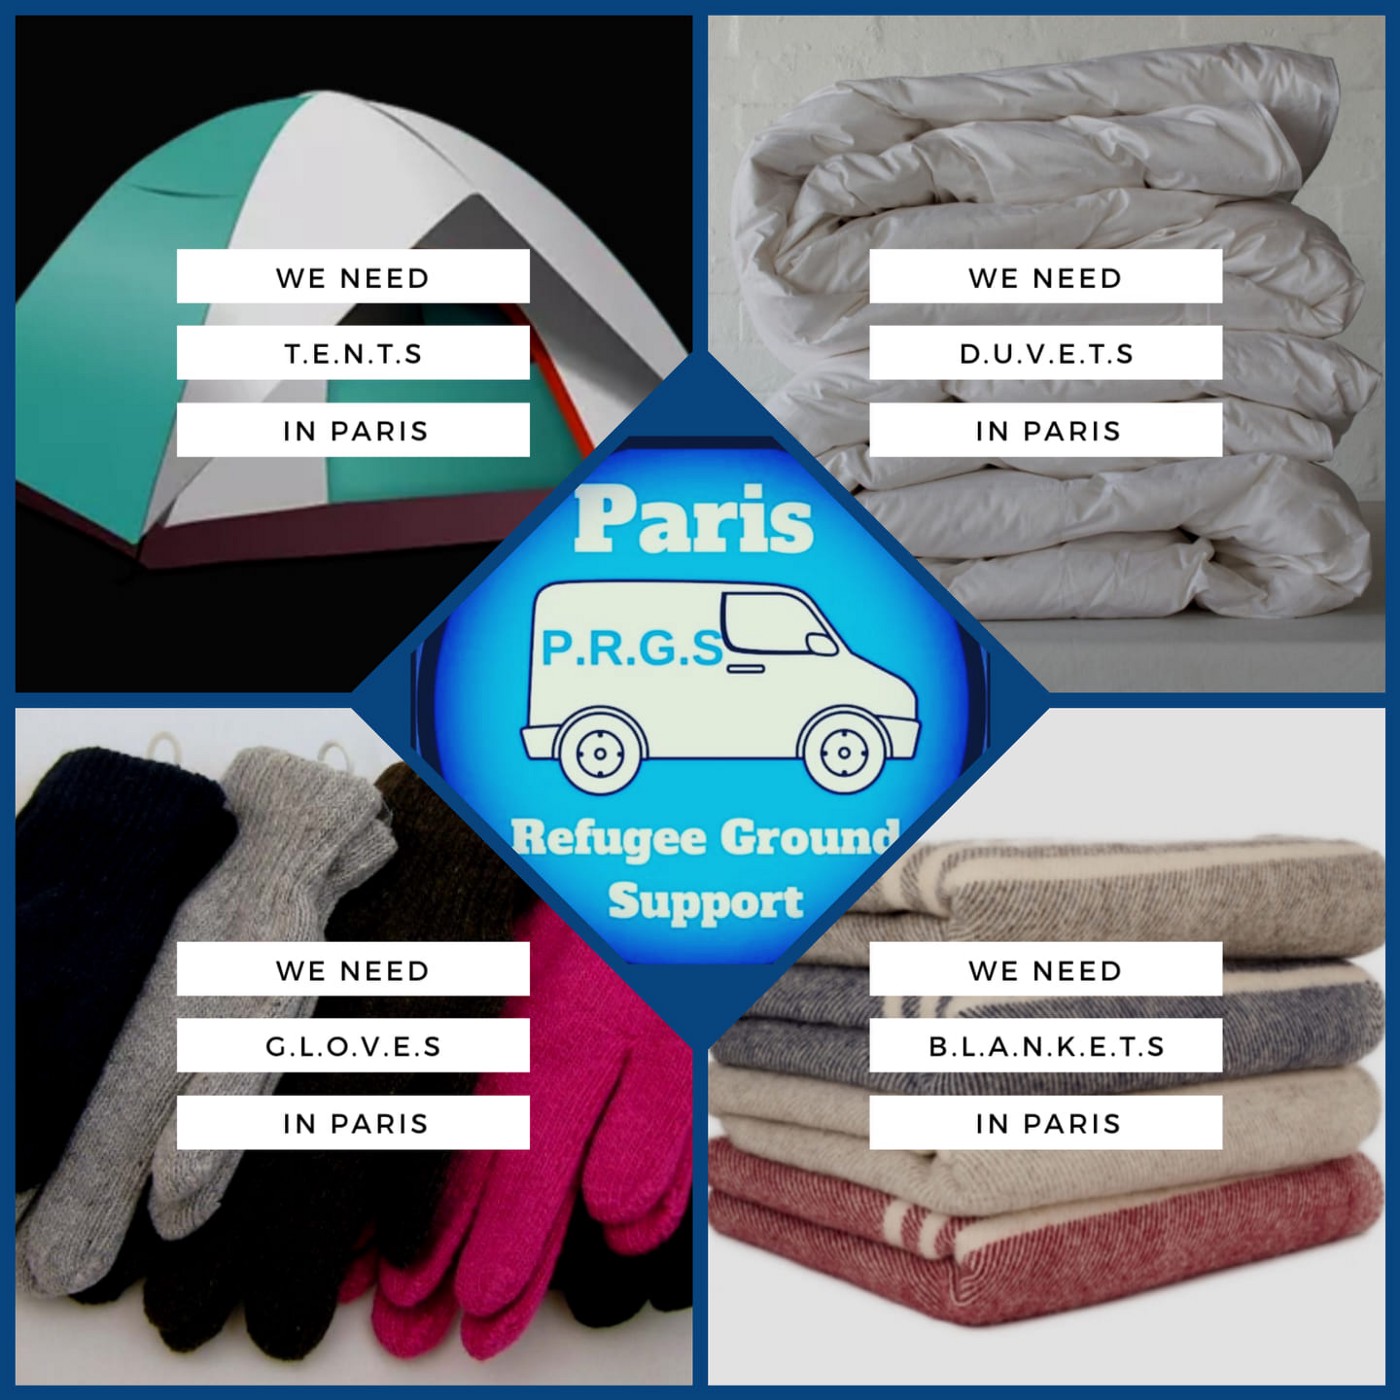 WE NEED
T.E.N.T.S
IN PARIS
WE NEED
D.U.V.E.T.S
IN PARIS
Paris
P.R.G.S
Refugee Ground
Support
WE NEED
G.L.O.V.E.S
IN PARIS
WE NEED
B.L.A.N.K.E.T.S
IN PARIS